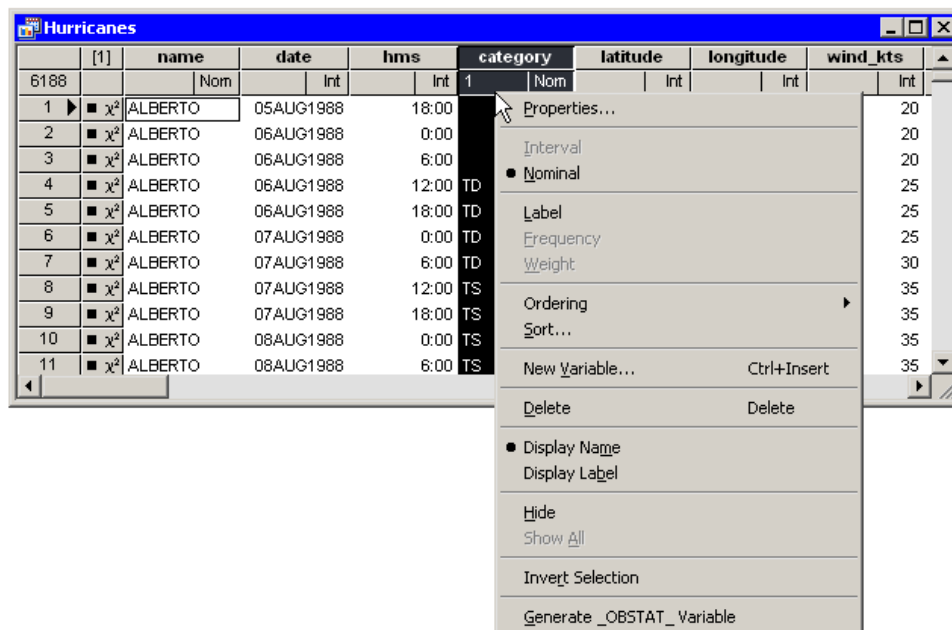 Hurricanes
[1] name date hms category latitude longitude wind_kts
6188 Nom Int Int 1 Nom Int Int Int
1 χ² ALBERTO 05AUG1988 18:00 20
2 χ² ALBERTO 06AUG1988 0:00 20
3 χ² ALBERTO 06AUG1988 6:00 20
4 χ² ALBERTO 06AUG1988 12:00 TD 25
5 χ² ALBERTO 06AUG1988 18:00 TD 25
6 χ² ALBERTO 07AUG1988 0:00 TD 25
7 χ² ALBERTO 07AUG1988 6:00 TD 30
8 χ² ALBERTO 07AUG1988 12:00 TS 35
9 χ² ALBERTO 07AUG1988 18:00 TS 35
10 χ² ALBERTO 08AUG1988 0:00 TS 35
11 χ² ALBERTO 08AUG1988 6:00 TS 35
Properties...
Interval
Nominal
Label
Frequency
Weight
Ordering
Sort...
New Variable... Ctrl+Insert
Delete Delete
Display Name
Display Label
Hide
Show All
Invert Selection
Generate _OBSTAT_ Variable